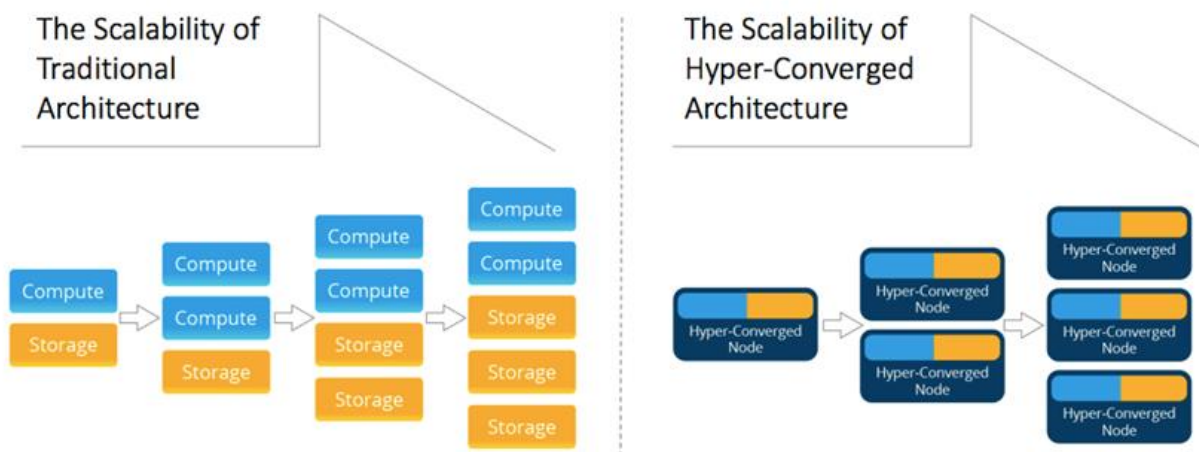 The Scalability of
Traditional
Architecture
Compute
Storage
Compute
Compute
Storage
Compute
Compute
Storage
Storage
Compute
Compute
Storage
Storage
Storage
The Scalability of
Hyper-Converged
Architecture
Hyper-Converged
Node
Hyper-Converged
Node
Hyper-Converged
Node
Hyper-Converged
Node
Hyper-Converged
Node
Hyper-Converged
Node